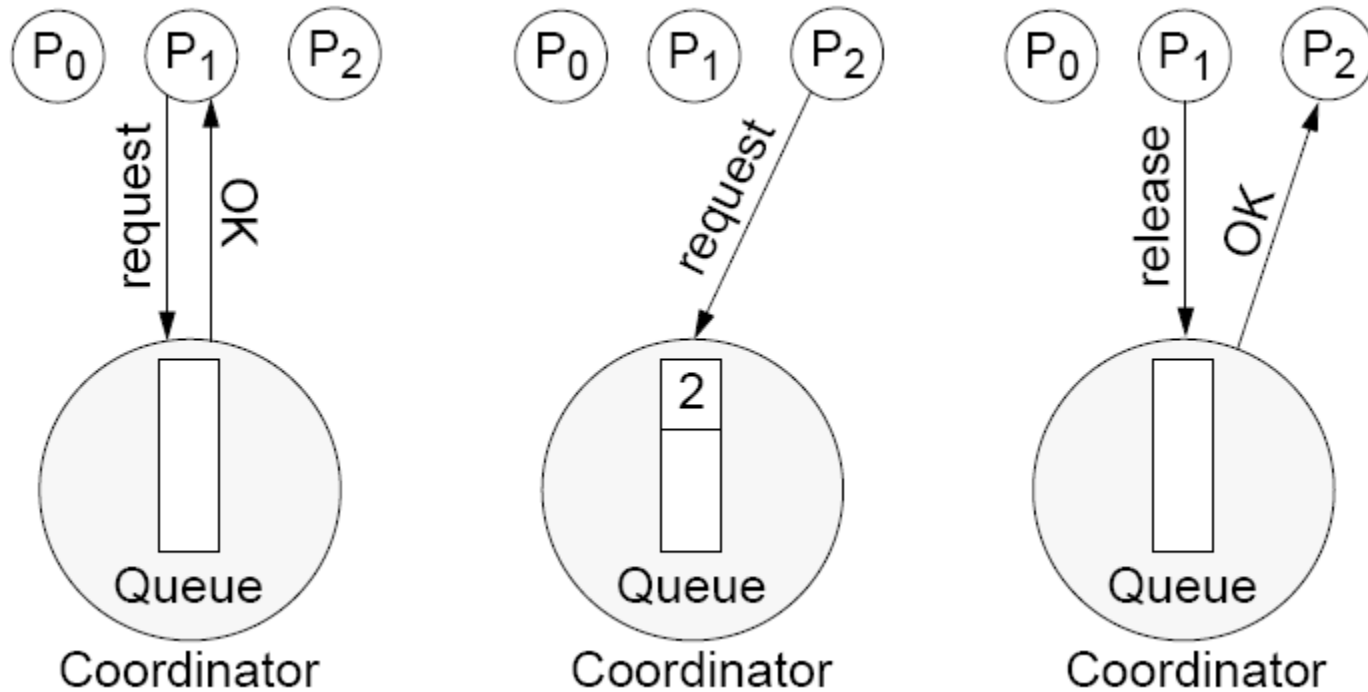 P0 P1 P2
request
OK
Queue
Coordinator
P0 P1 P2
request
2
Queue
Coordinator
P0 P1 P2
release
OK
Queue
Coordinator